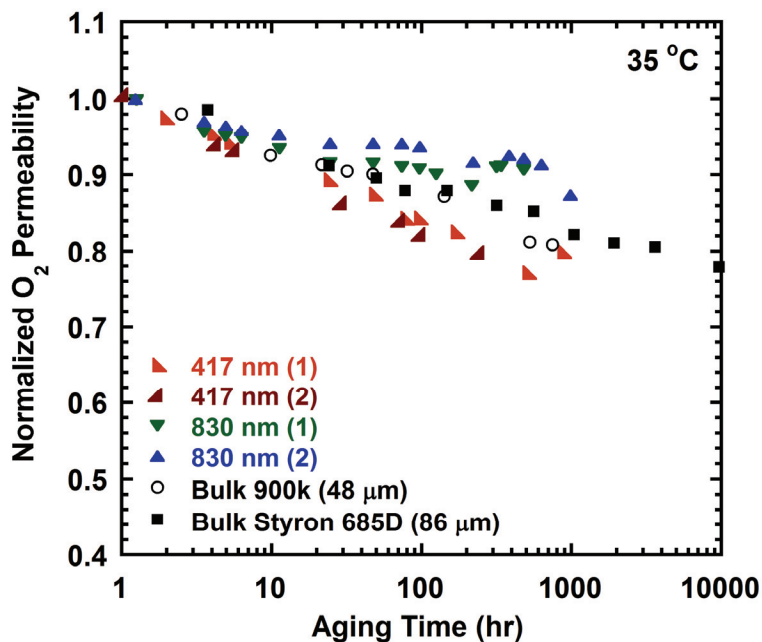 35 °C
Normalized O₂ Permeability
1.1
1.0
0.9
0.8
0.7
0.6
0.5
0.4
417 nm (1)
417 nm (2)
830 nm (1)
830 nm (2)
Bulk 900k (48 μm)
Bulk Styron 685D (86 μm)
1 10 100 1000 10000
Aging Time (hr)